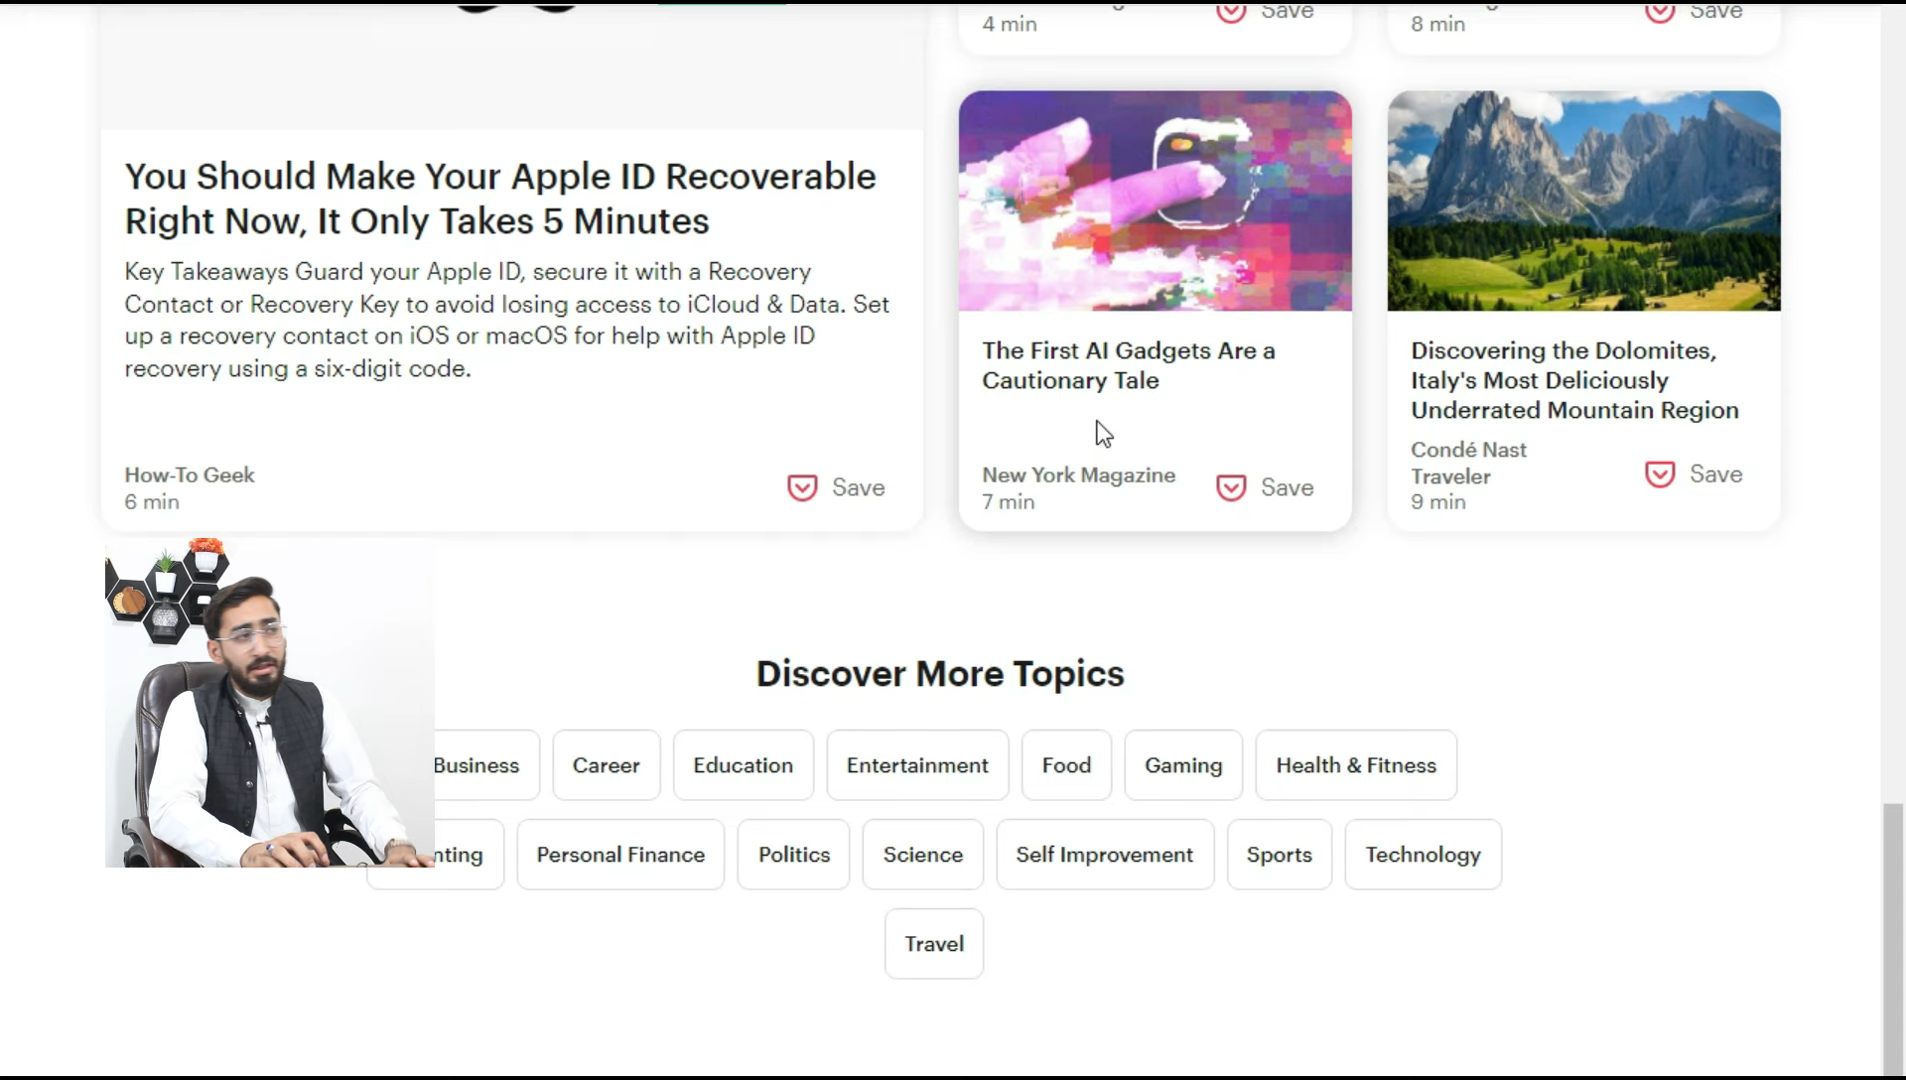 4 min
Save
8 min
Save
You Should Make Your Apple ID Recoverable
Right Now, It Only Takes 5 Minutes
Key Takeaways Guard your Apple ID, secure it with a Recovery
Contact or Recovery Key to avoid losing access to iCloud & Data. Set
up a recovery contact on iOS or macOS for help with Apple ID
recovery using a six-digit code.
How-To Geek
6 min
Save
The First AI Gadgets Are a
Cautionary Tale
New York Magazine
7 min
Save
Discovering the Dolomites,
Italy's Most Deliciously
Underrated Mountain Region
Condé Nast
Traveler
9 min
Save
Discover More Topics
Business Career Education Entertainment Food Gaming Health & Fitness
nting Personal Finance Politics Science Self Improvement Sports Technology
Travel